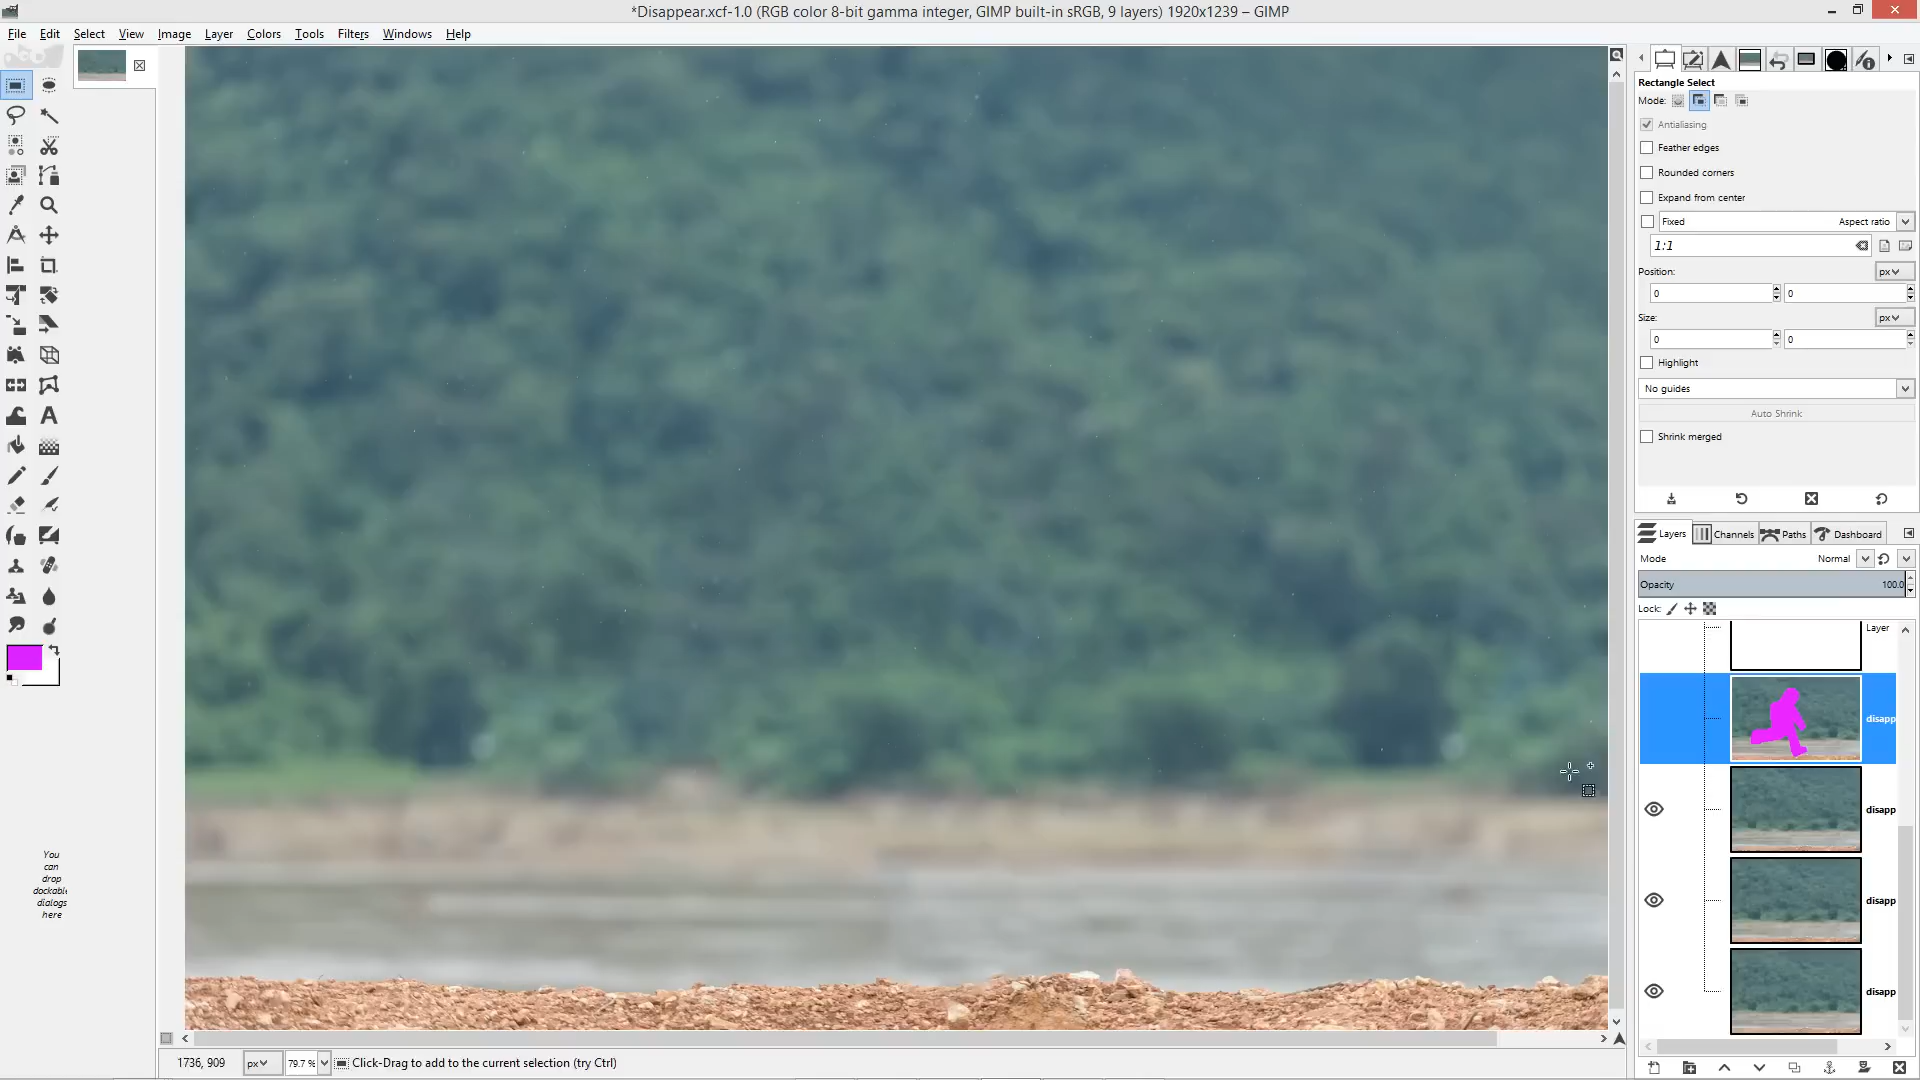 *Disappear.xcf-1.0 (RGB color 8-bit gamma integer, GIMP built-in sRGB, 9 layers) 1920x1239 – GIMP
File Edit Select View Image Layer Colors Tools Filters Windows Help
Rectangle Select
Mode:
Antialiasing
Feather edges
Rounded corners
Expand from center
Fixed Aspect ratio
1:1
Position: px
0 0
Size: px
0 0
Highlight
No guides
Auto Shrink
Shrink merged
Layers Channels Paths Dashboard
Mode Normal
Opacity 100.0
Lock:
Layer
disapp
disapp
disapp
disapp
You
can
drop
dockable
dialogs
here
1736, 909 px 79.7 % Click-Drag to add to the current selection (try Ctrl)